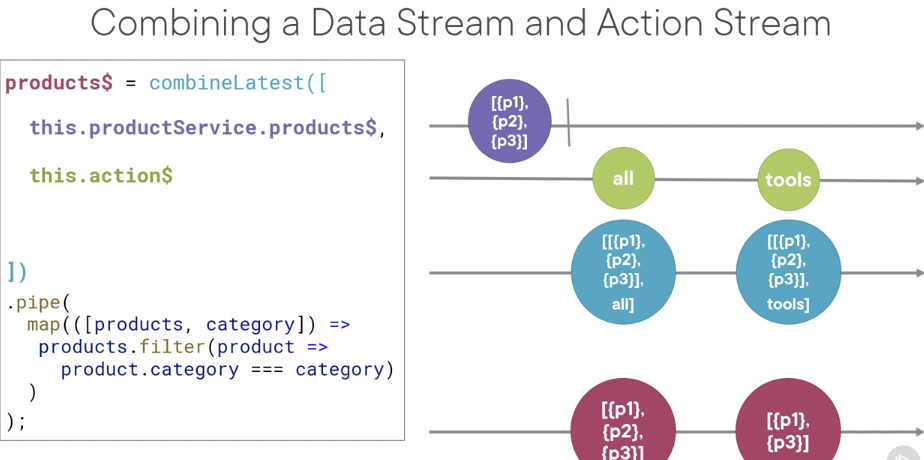 Combining a Data Stream and Action Stream
products$ = combineLatest([
this.productService.products$,
this.action$
])
.pipe(
map(([products, category]) =>
products.filter(product =>
product.category === category)
)
);
[{p1},
{p2},
{p3}]
all
tools
[[{p1},
{p2},
{p3}],
all]
[[{p1},
{p2},
{p3}],
tools]
[{p1},
{p2},
{p3}]
[{p1},
{p3}]